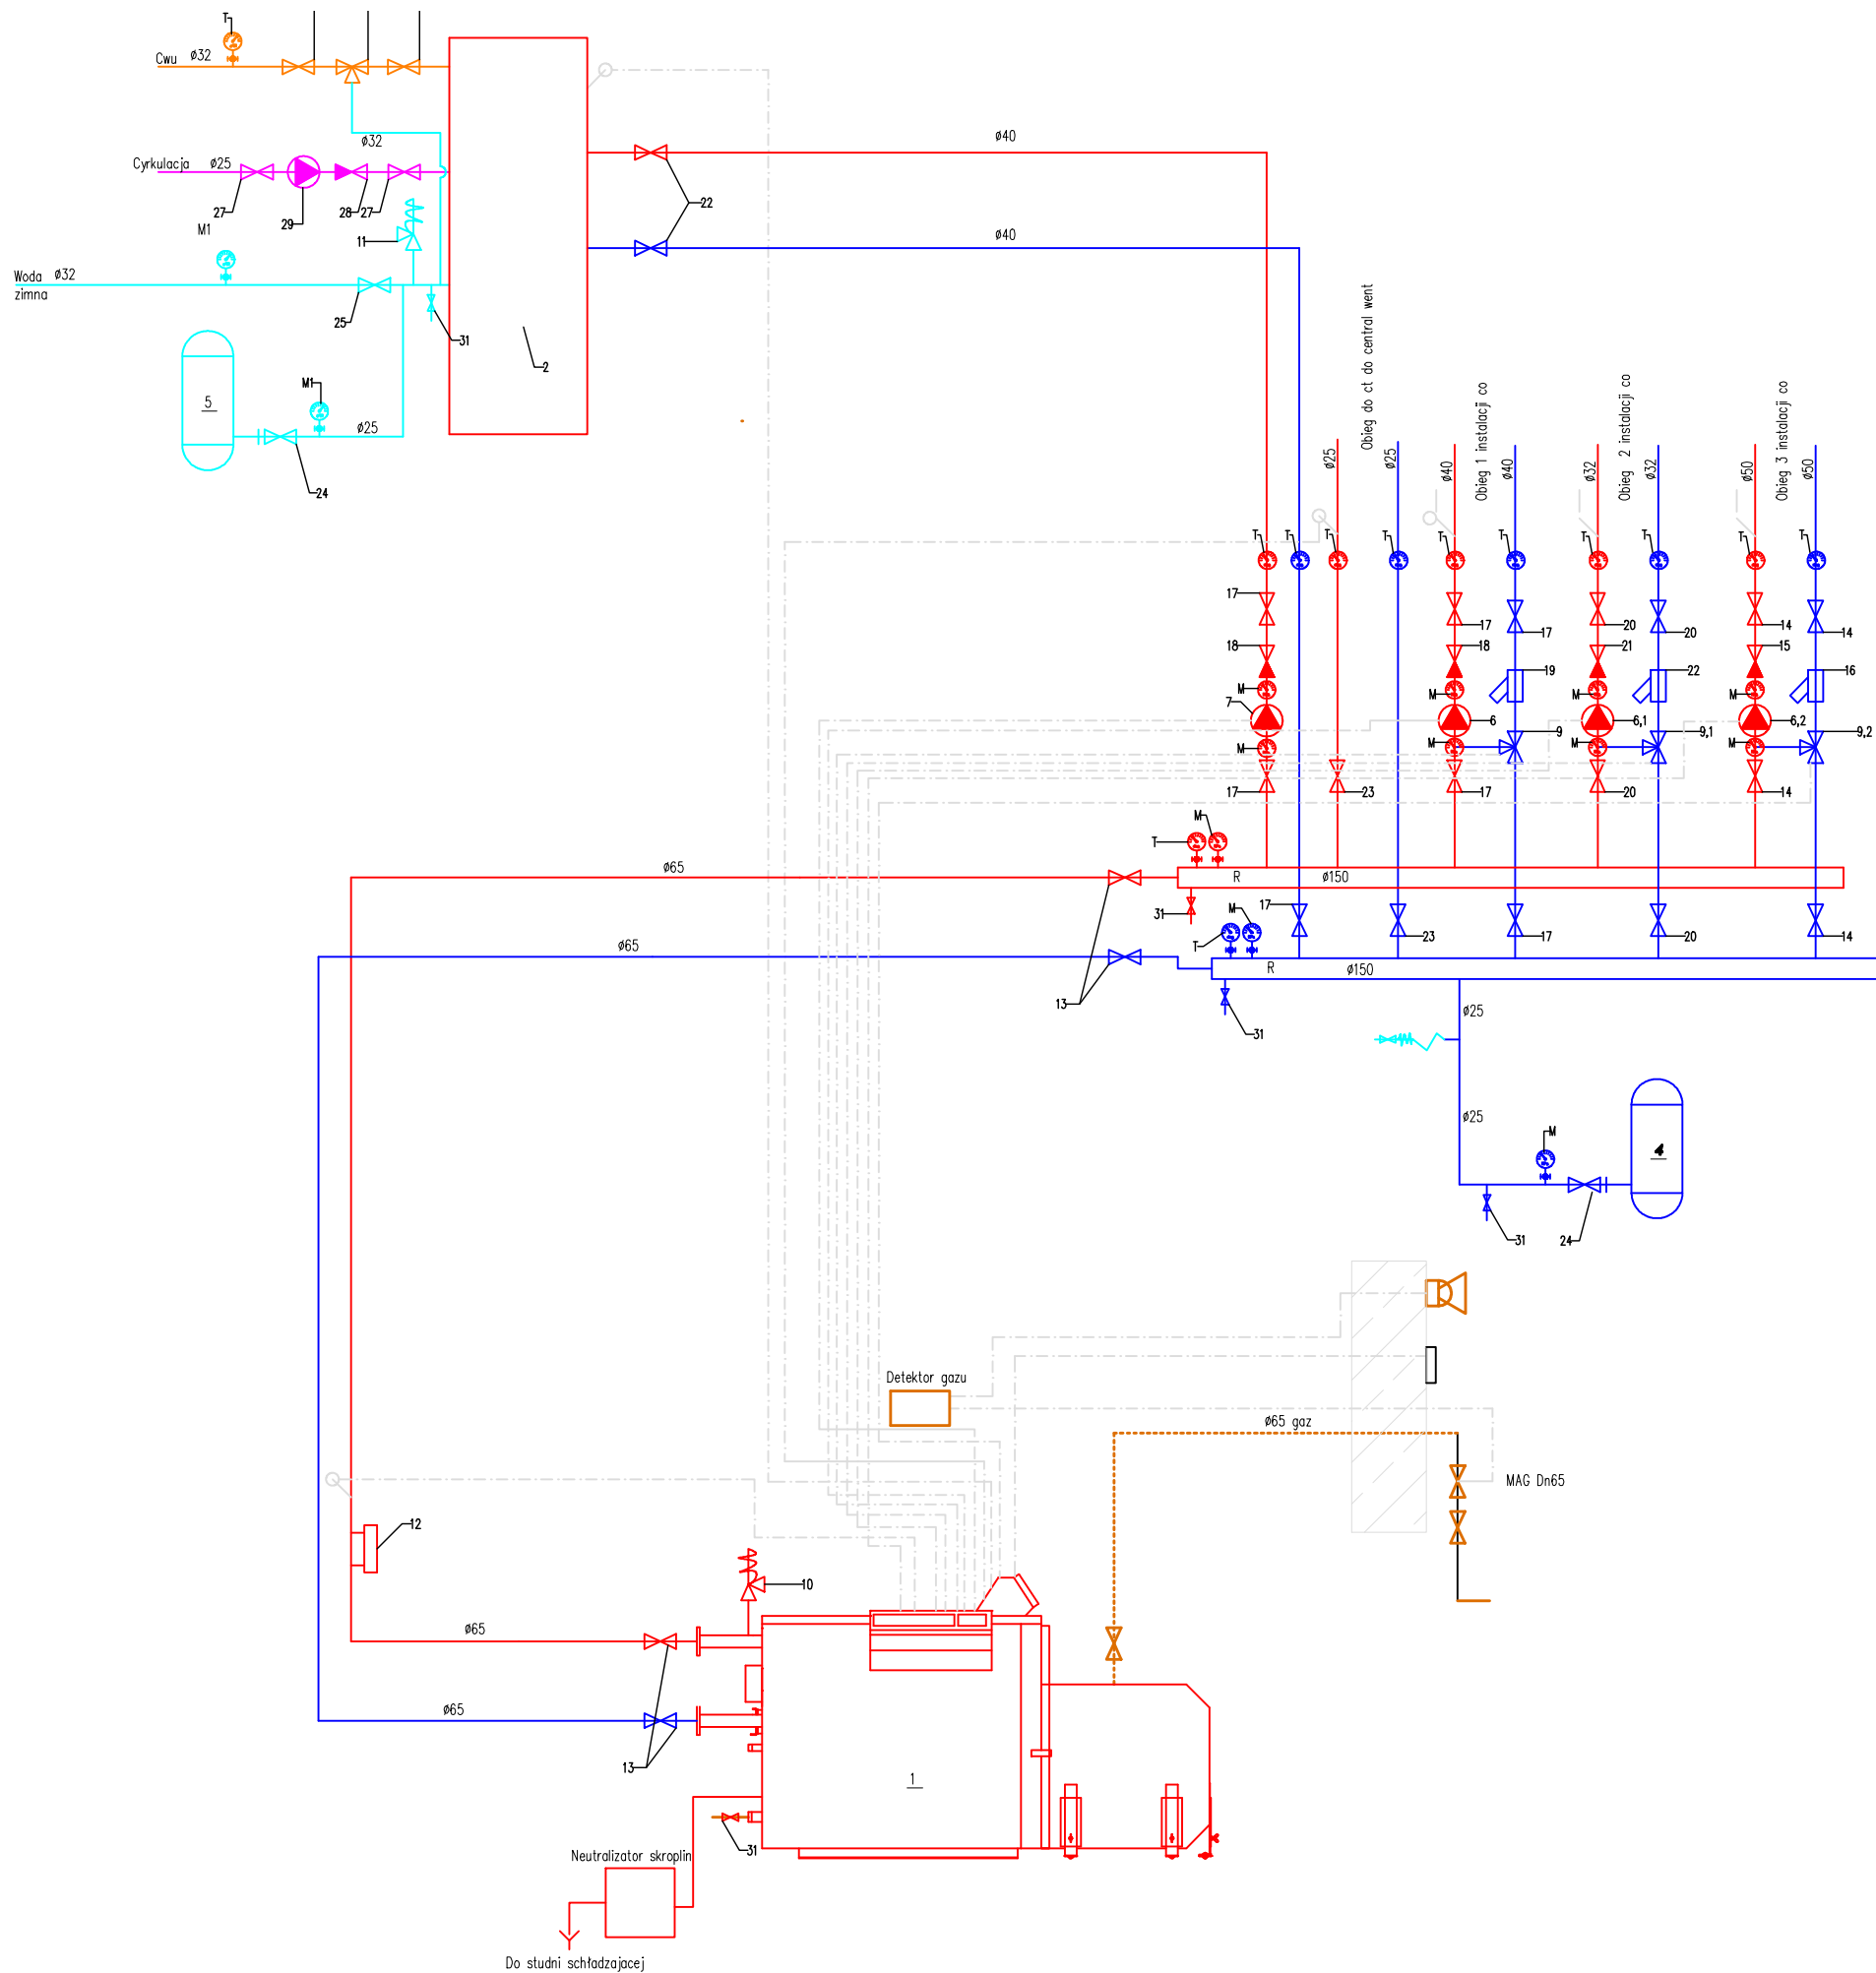 T
Cwu ø32
ø32
Cyrkulacja ø25
27
29
28
27
M1
11
Woda ø32
zimna
25
31
2
5
M1
ø25
24
22
ø40
ø40
Obieg do ct do central went
Obieg 1 instalacji co
Obieg 2 instalacji co
Obieg 3 instalacji co
ø25
ø25
ø40
ø40
ø32
ø32
ø50
ø50
T
T
T
T
T
T
T
T
T
T
17
17
17
20
20
14
14
18
18
21
15
19
22
16
M
M
M
M
7
6
6,1
6,2
M
M
M
M
9
9,1
9,2
17
23
17
20
14
T
M
ø65
R
ø150
31
17
23
17
20
14
T
M
ø65
R
ø150
13
31
ø25
ø25
M
4
31
24
Detektor gazu
ø65 gaz
MAG Dn65
12
10
ø65
ø65
13
1
31
Neutralizator skroplin
Do studni schładzajacej